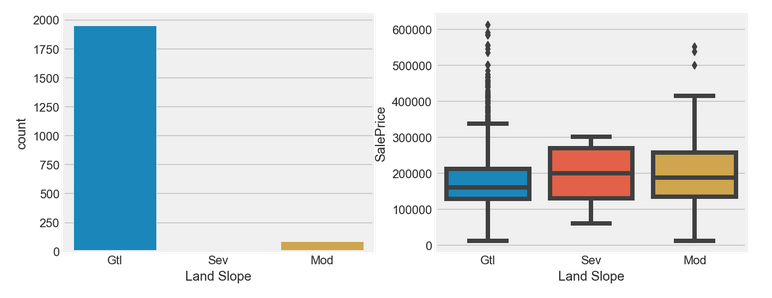 2000
1750
1500
1250
1000
750
500
250
0
count
Gtl Sev Mod
Land Slope
600000
500000
400000
300000
200000
100000
0
SalePrice
Gtl Sev Mod
Land Slope